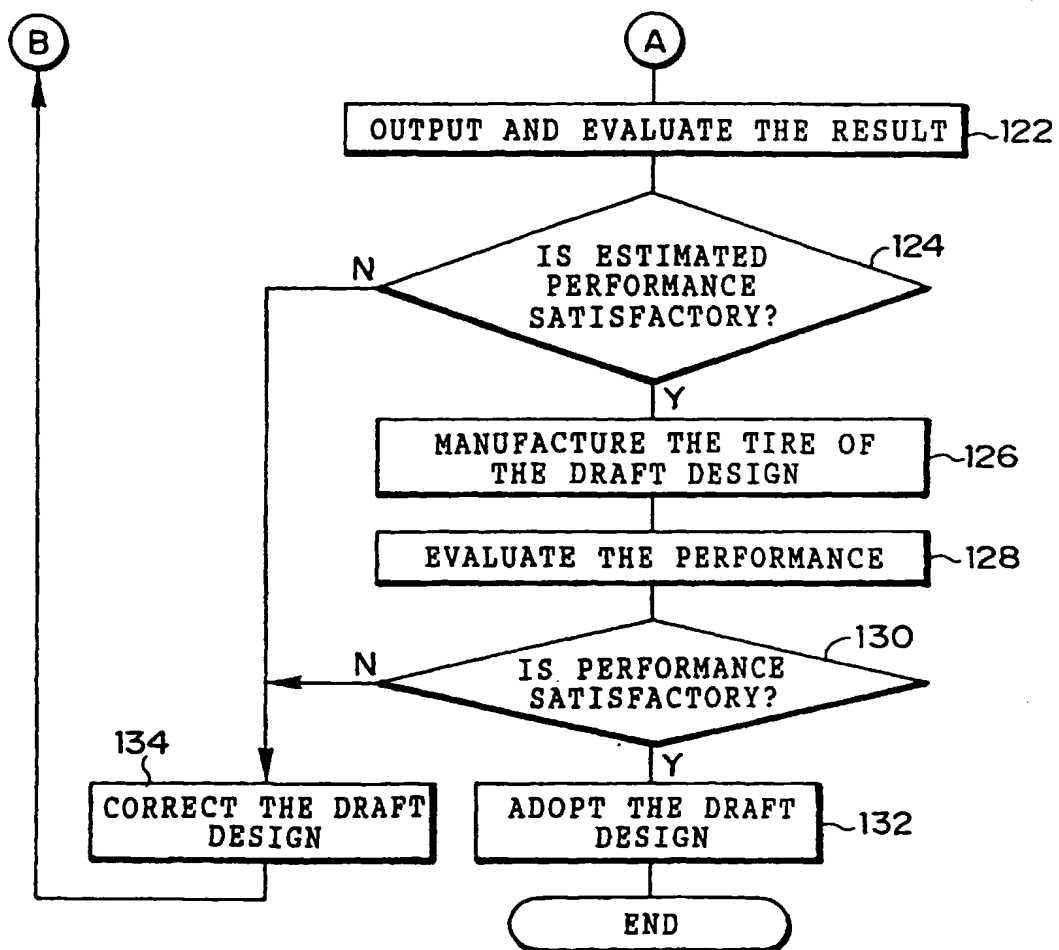 B
A
OUTPUT AND EVALUATE THE RESULT
122
IS ESTIMATED
PERFORMANCE
SATISFACTORY?
124
N
Y
MANUFACTURE THE TIRE OF
THE DRAFT DESIGN
126
EVALUATE THE PERFORMANCE
128
IS PERFORMANCE
SATISFACTORY?
130
N
Y
134
CORRECT THE DRAFT
DESIGN
ADOPT THE DRAFT
DESIGN
132
END